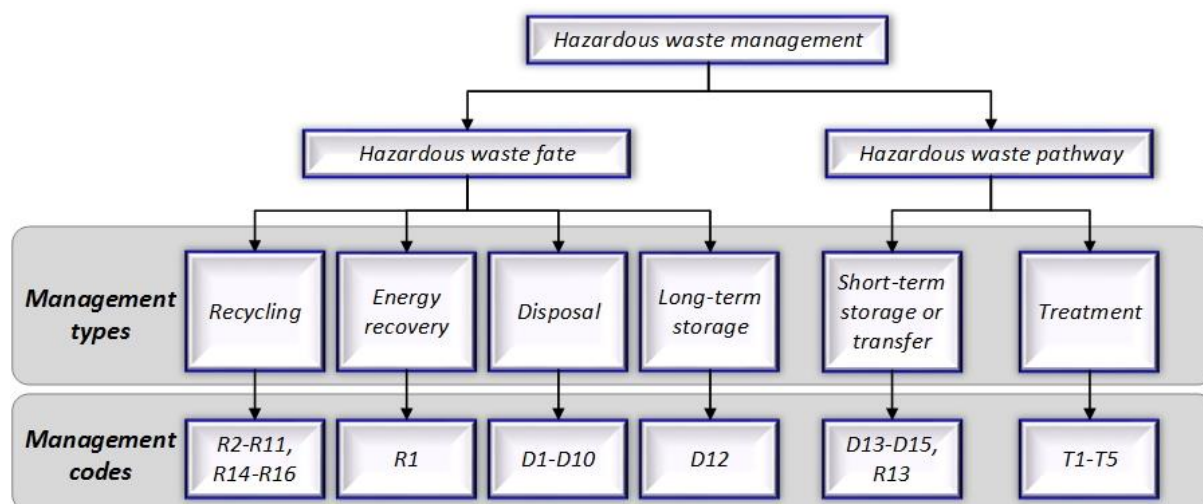 Hazardous waste management
Hazardous waste fate
Hazardous waste pathway
Management
types
Recycling
Energy
recovery
Disposal
Long-term
storage
Short-term
storage or
transfer
Treatment
Management
codes
R2-R11,
R14-R16
R1
D1-D10
D12
D13-D15,
R13
T1-T5